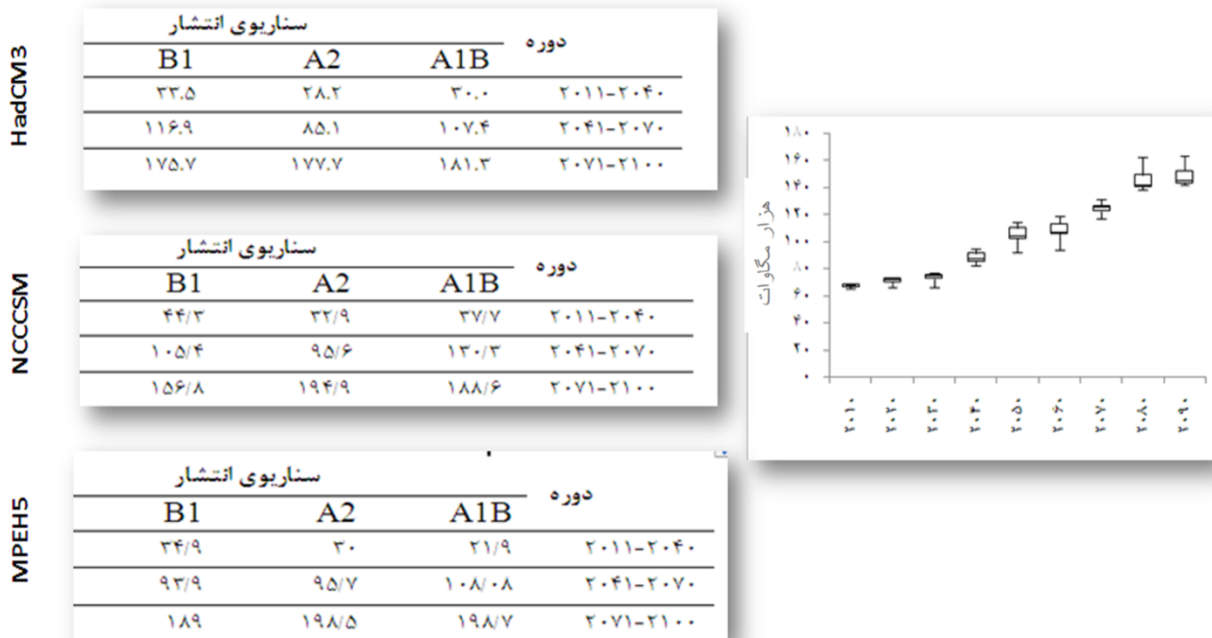 HadCM3
سناریوی انتشار
دوره
B1 A2 A1B
۳۳.۵ ۲۸.۲ ۳۰.۰ ۲۰۱۱-۲۰۴۰
۱۱۶.۹ ۸۵.۱ ۱۰۷.۴ ۲۰۴۱-۲۰۷۰
۱۷۵.۷ ۱۷۷.۷ ۱۸۱.۳ ۲۰۷۱-۲۱۰۰
NCCCSM
سناریوی انتشار
دوره
B1 A2 A1B
۴۴/۳ ۳۲/۹ ۳۷/۷ ۲۰۱۱-۲۰۴۰
۱۰۵/۴ ۹۵/۶ ۱۳۰/۳ ۲۰۴۱-۲۰۷۰
۱۵۶/۸ ۱۹۴/۹ ۱۸۸/۶ ۲۰۷۱-۲۱۰۰
MPEH5
سناریوی انتشار
دوره
B1 A2 A1B
۳۴/۹ ۳۰ ۲۱/۹ ۲۰۱۱-۲۰۴۰
۹۳/۹ ۹۵/۷ ۱۰۸/۰۸ ۲۰۴۱-۲۰۷۰
۱۸۹ ۱۹۸/۵ ۱۹۸/۷ ۲۰۷۱-۲۱۰۰
هزار مگاوات
۱۸۰
۱۶۰
۱۴۰
۱۲۰
۱۰۰
۸۰
۶۰
۴۰
۲۰
۰
۲۰۱۰ ۲۰۲۰ ۲۰۳۰ ۲۰۴۰ ۲۰۵۰ ۲۰۶۰ ۲۰۷۰ ۲۰۸۰ ۲۰۹۰